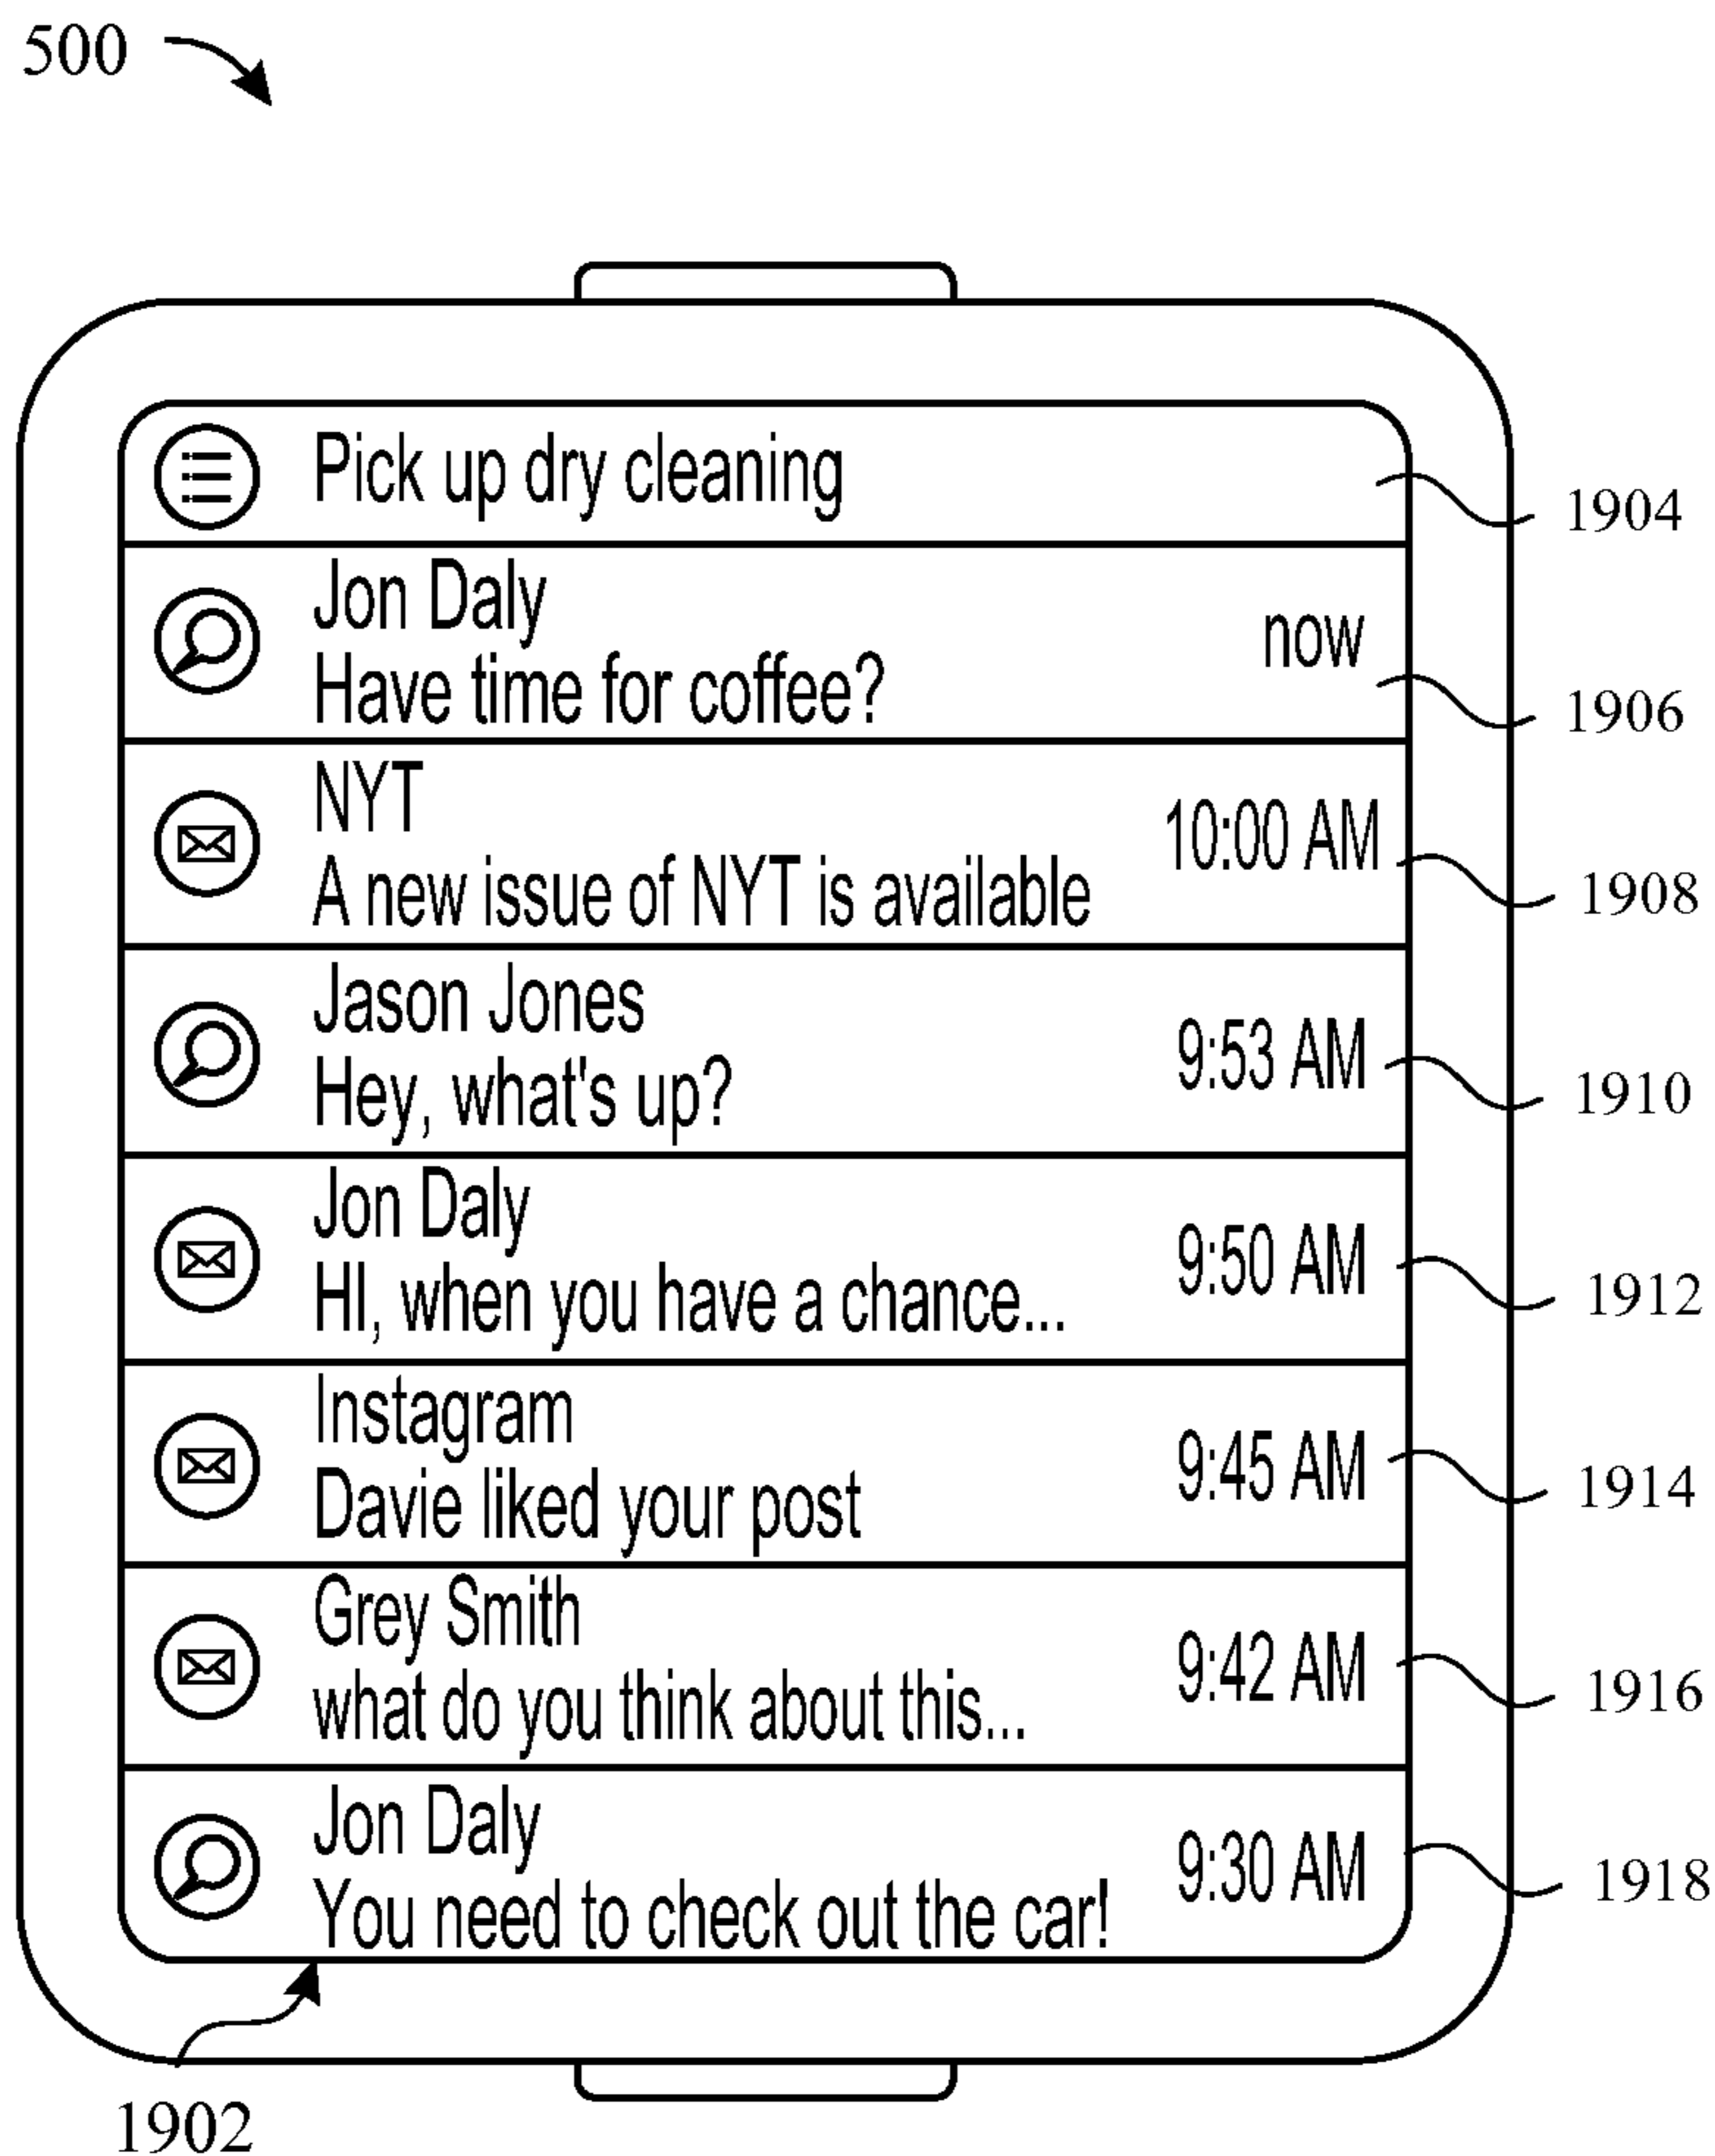 500
Pick up dry cleaning
1904
Jon Daly
now
Have time for coffee?
1906
NYT
10:00 AM
A new issue of NYT is available
1908
Jason Jones
9:53 AM
Hey, what's up?
1910
Jon Daly
9:50 AM
HI, when you have a chance...
1912
Instagram
9:45 AM
Davie liked your post
1914
Grey Smith
9:42 AM
what do you think about this...
1916
Jon Daly
9:30 AM
You need to check out the car!
1918
1902